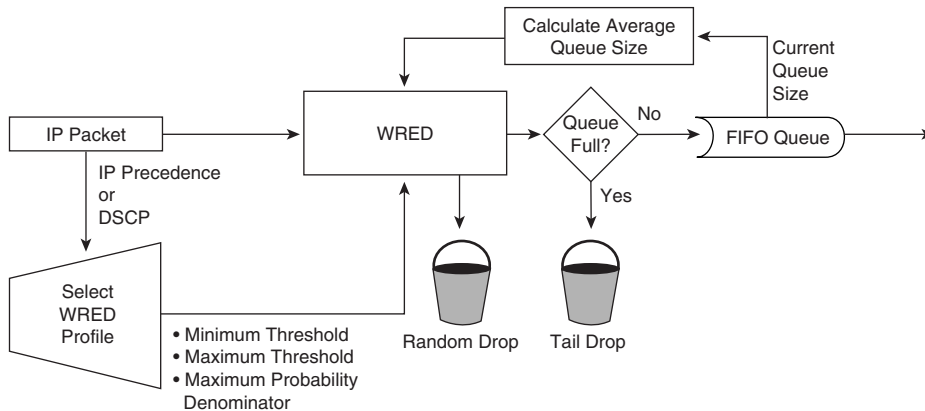 Calculate Average
Queue Size
Current
Queue
Size
IP Packet
WRED
Queue
Full?
No
FIFO Queue
IP Precedence
or
DSCP
Yes
Select
WRED
Profile
• Minimum Threshold
• Maximum Threshold
• Maximum Probability
Denominator
Random Drop
Tail Drop